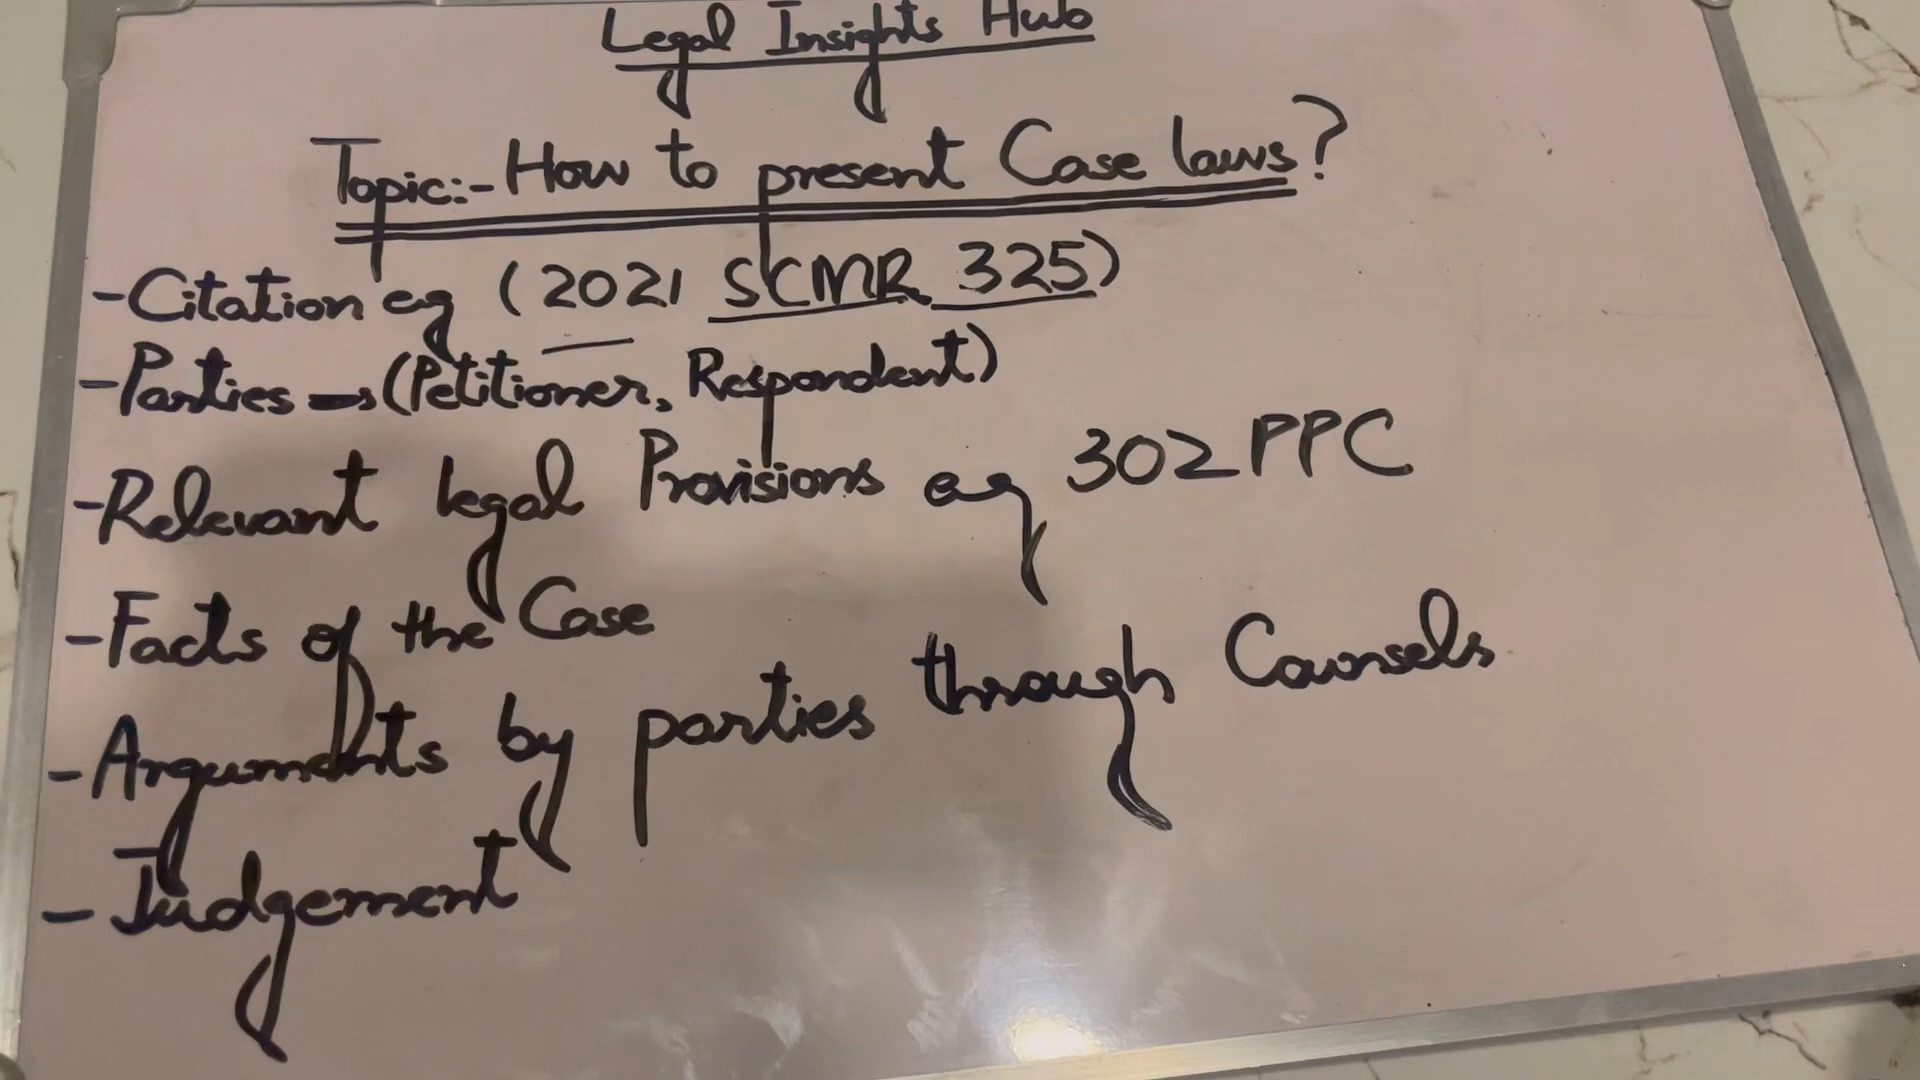 Legal Insights Hub
Topic:- How to present Case laws?
- Citation eg (2021 SCMR 325)
- Parties → (Petitioner, Respondent)
- Relevant legal Provisions eg 302 PPC
- Facts of the Case
- Arguments by parties through Counsels
- Judgement